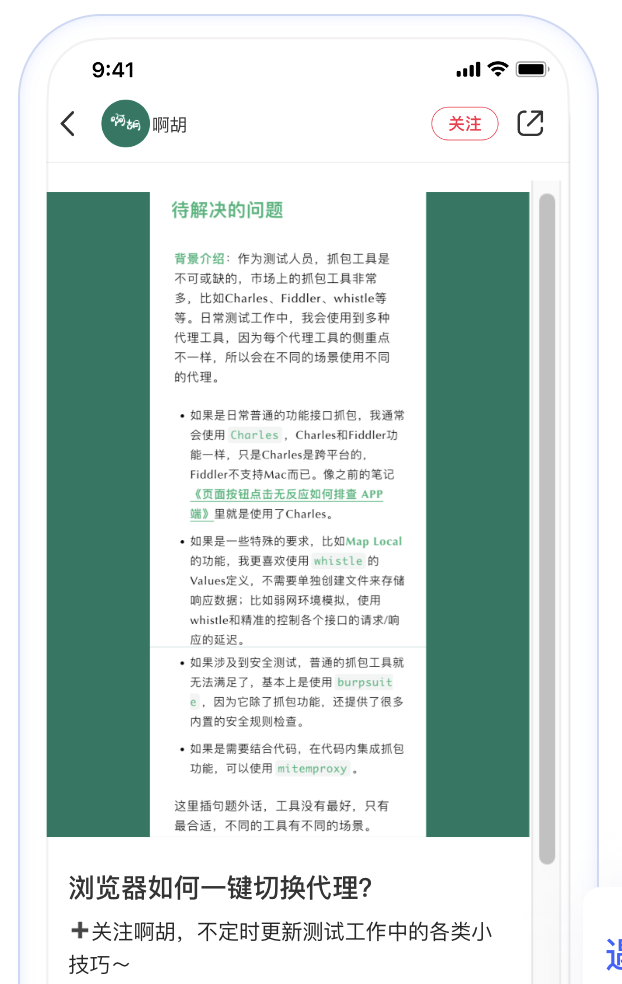 9:41
啊胡
啊胡
关注
待解决的问题
背景介绍：作为测试人员，抓包工具是
不可或缺的，市场上的抓包工具非常
多，比如Charles、Fiddler、whistle等
等。日常测试工作中，我会使用到多种
代理工具，因为每个代理工具的侧重点
不一样，所以会在不同的场景使用不同
的代理。
• 如果是日常普通的功能接口抓包，我通常
会使用 Charles ，Charles和Fiddler功
能一样，只是Charles是跨平台的，
Fiddler不支持Mac而已。像之前的笔记
《页面按钮点击无反应如何排查 APP
端》里就是使用了Charles。
• 如果是一些特殊的要求，比如Map Local
的功能，我更喜欢使用 whistle 的
Values定义，不需要单独创建文件来存储
响应数据；比如弱网环境模拟，使用
whistle和精准的控制各个接口的请求/响
应的延迟。
• 如果涉及到安全测试，普通的抓包工具就
无法满足了，基本上是使用 burpsuit
e ，因为它除了抓包功能，还提供了很多
内置的安全规则检查。
• 如果是需要结合代码，在代码内集成抓包
功能，可以使用 mitemproxy 。
这里插句题外话，工具没有最好，只有
最合适，不同的工具有不同的场景。
浏览器如何一键切换代理?
➕关注啊胡，不定时更新测试工作中的各类小
技巧～